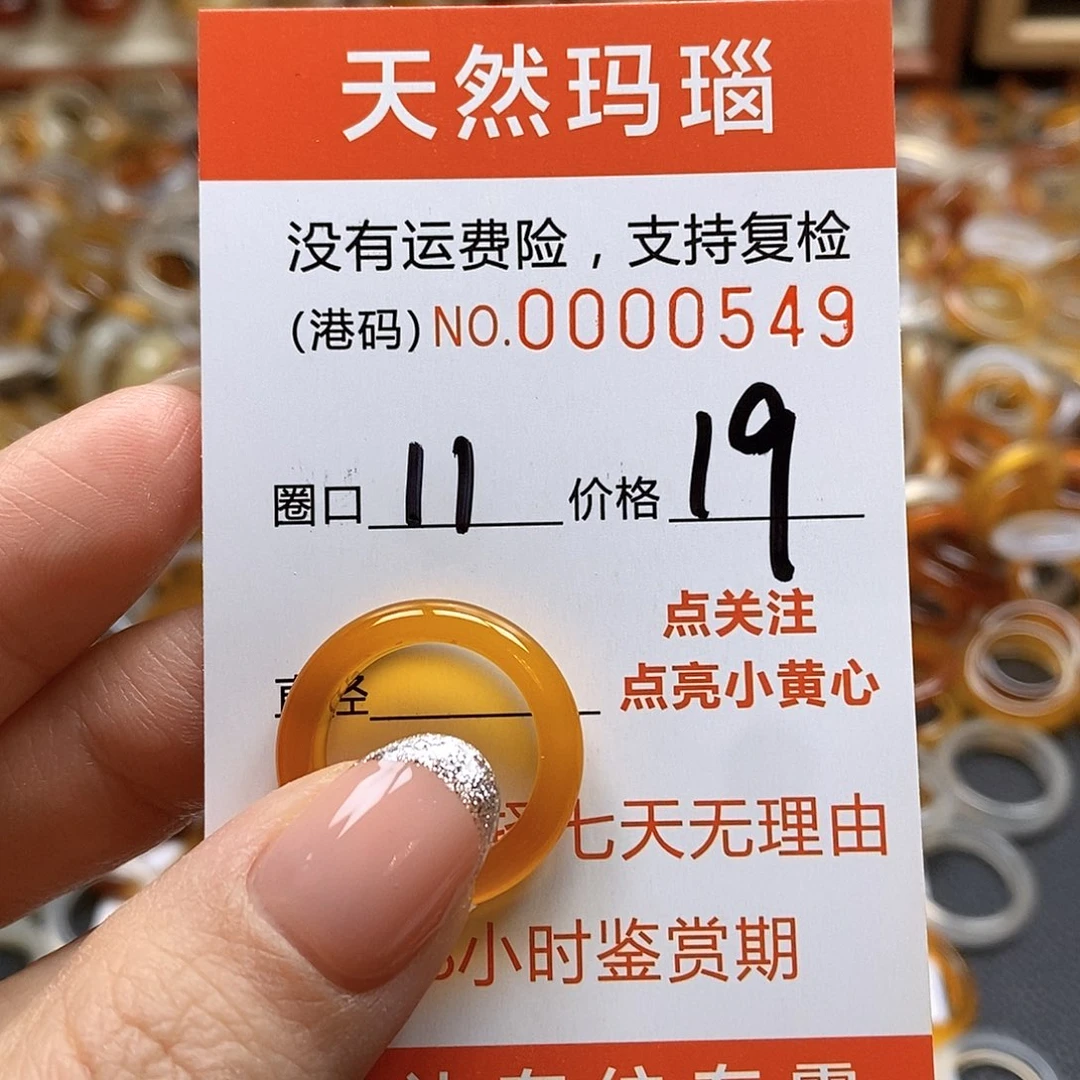 天然玛瑙
没有运费险，支持复检
(港码) NO.0000549
圈口 11 价格 19
点关注
直径
点亮小黄心
七天无理由
小时鉴赏期